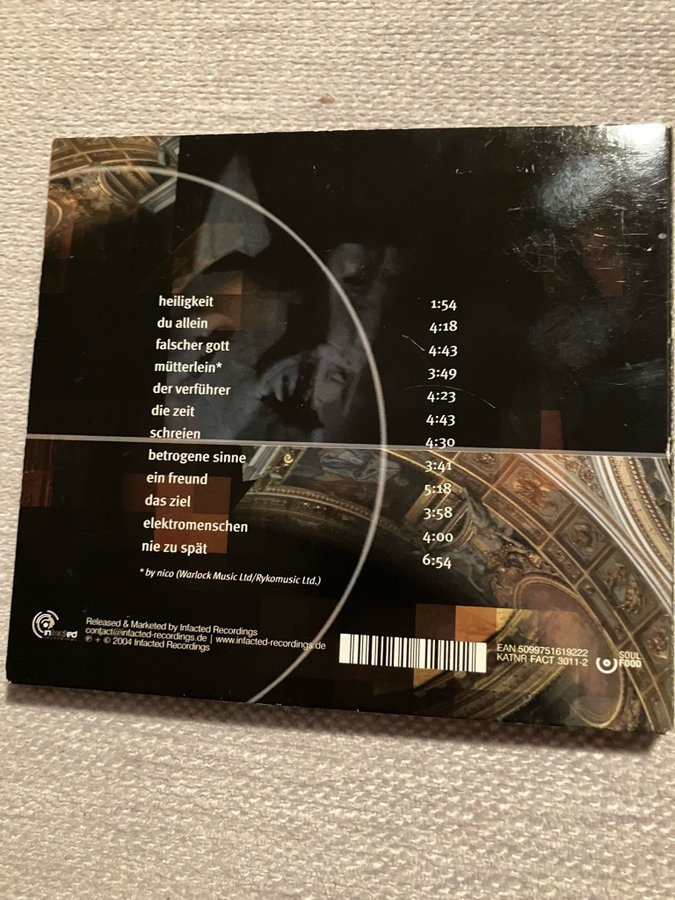 heiligkeit 1:54
du allein 4:18
falscher gott 4:43
mütterlein* 3:49
der verführer 4:23
die zeit 4:43
schreien 4:30
betrogene sinne 3:41
ein freund 5:18
das ziel 3:58
elektromenschen 4:00
nie zu spät 6:54
* by nico (Warlock Music Ltd/Rykomusic Ltd.)
infacted
Released & Marketed by Infacted Recordings
contact@infacted-recordings.de | www.infacted-recordings.de
℗ + © 2004 Infacted Recordings
EAN 5099751619222
KATNR FACT 3011-2
SOUL
FOOD